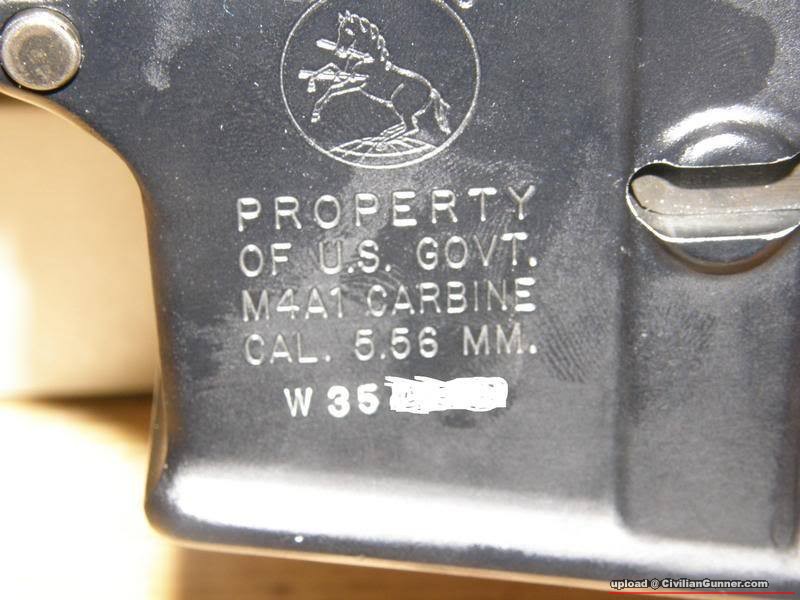 PROPERTY
OF U.S. GOVT.
M4A1 CARBINE
CAL. 5.56 MM.
W 35
upload @ CivilianGunner.com